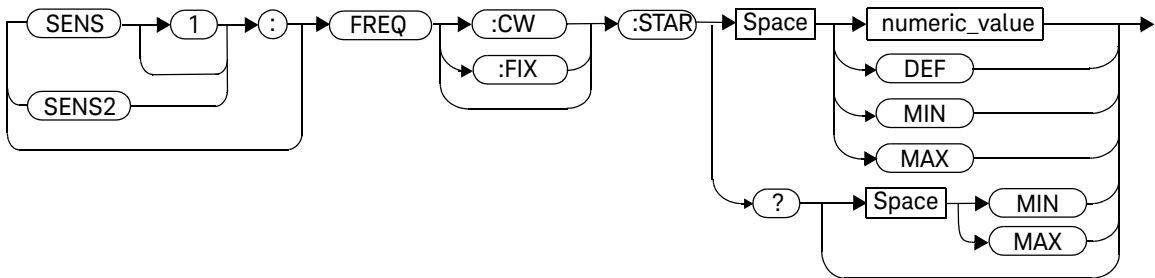 SENS 1 : FREQ :CW :STAR Space numeric_value
:FIX DEF
SENS2 MIN
MAX
? Space MIN
MAX